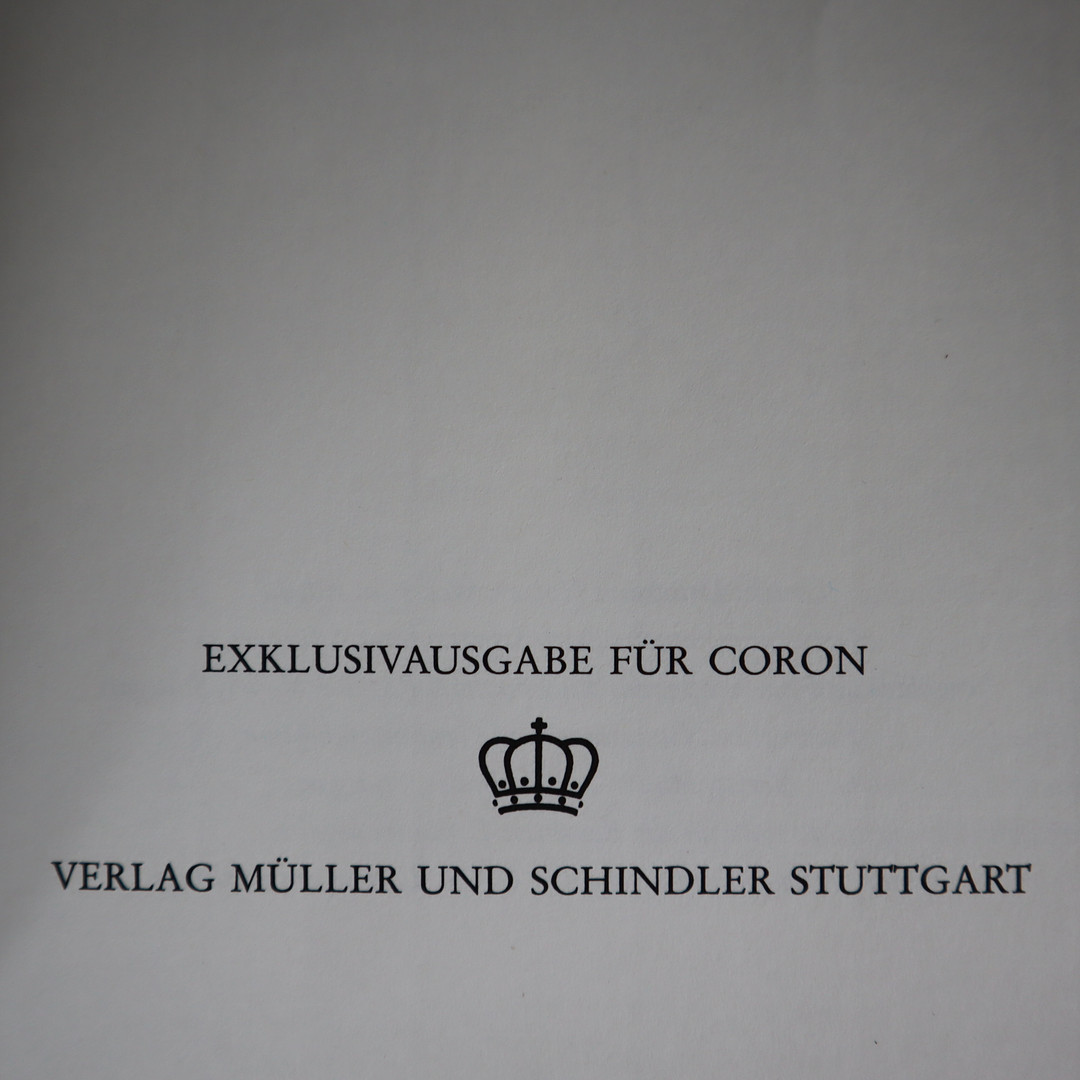 EXKLUSIVAUSGABE FÜR CORON
VERLAG MÜLLER UND SCHINDLER STUTTGART